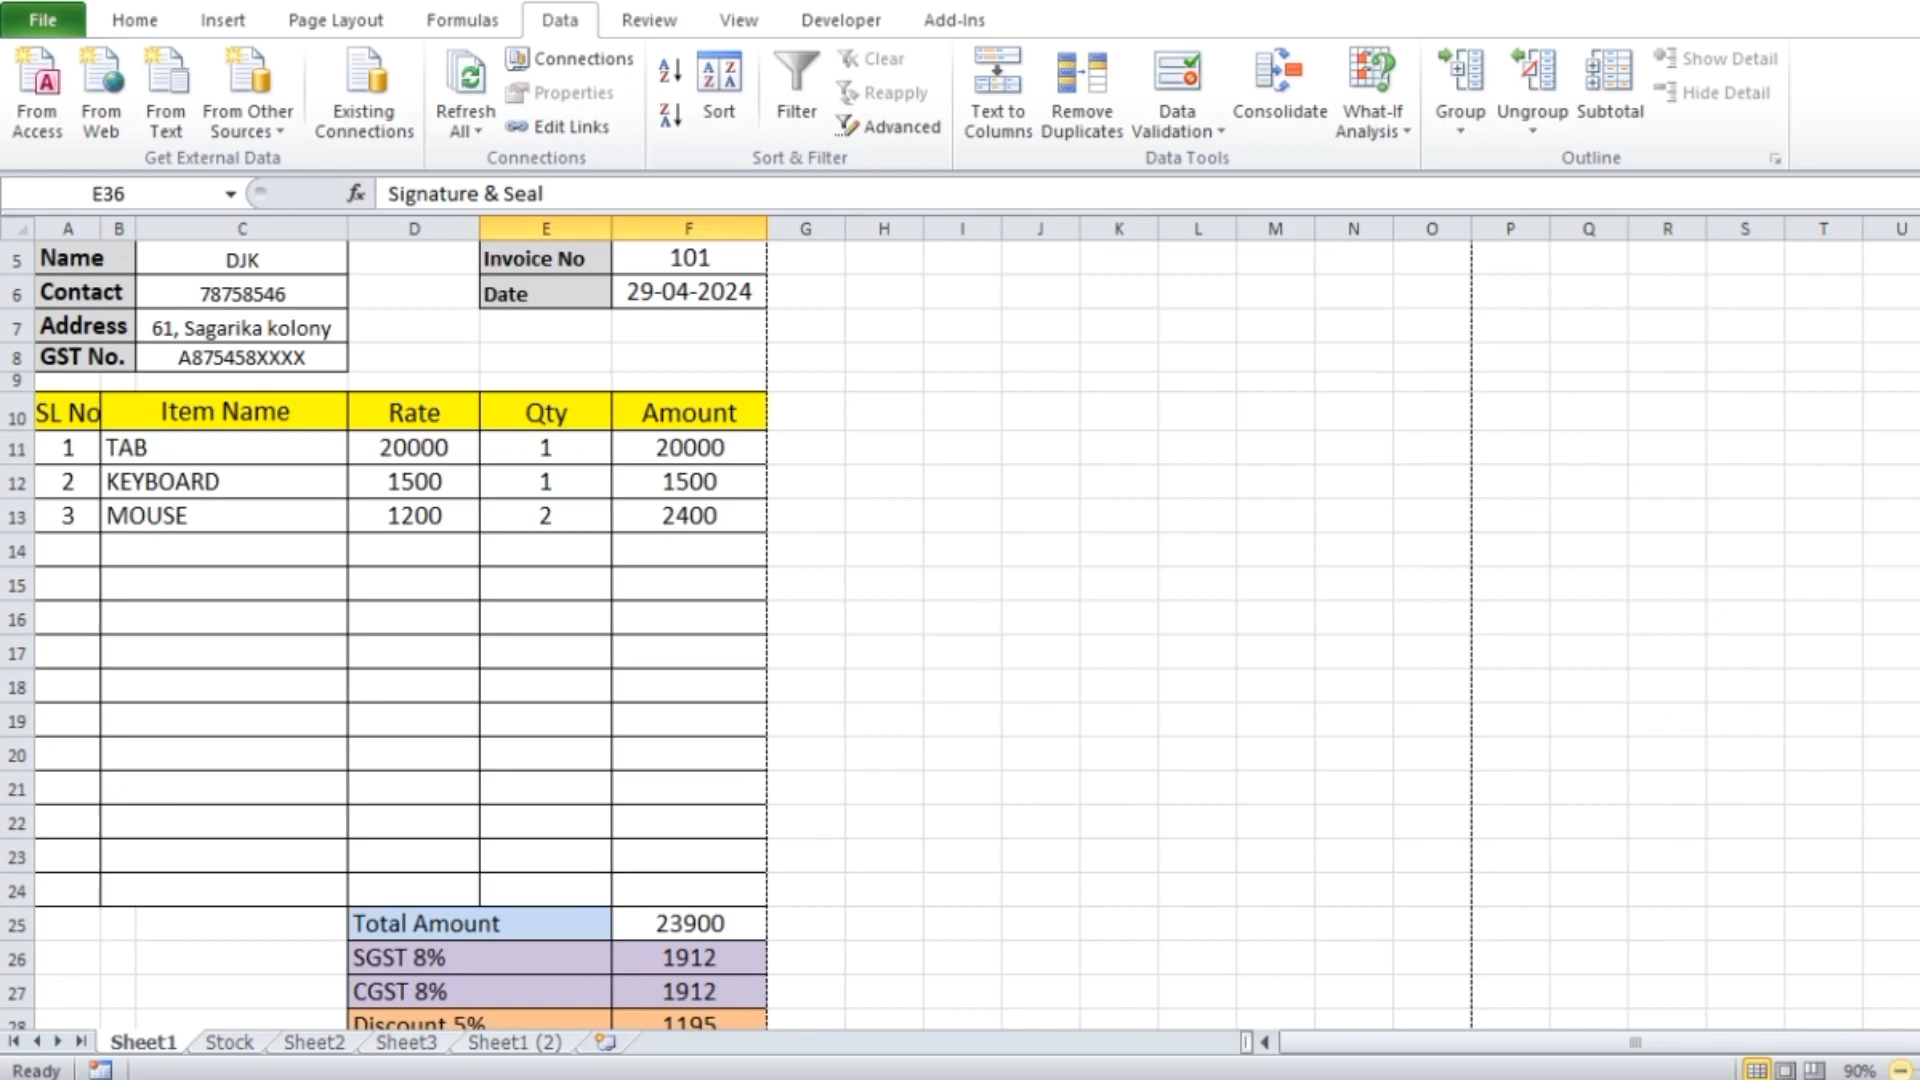 File Home Insert Page Layout Formulas Data Review View Developer Add-Ins
From Access From Web From Text From Other Sources Existing Connections Refresh All Connections Properties Edit Links Sort Filter Clear Reapply Advanced Text to Columns Remove Duplicates Data Validation Consolidate What-If Analysis Group Ungroup Subtotal Show Detail Hide Detail
Get External Data Connections Sort & Filter Data Tools Outline
E36 fx Signature & Seal
A B C D E F G H I J K L M N O P Q R S T U
5 Name DJK Invoice No 101
6 Contact 78758546 Date 29-04-2024
7 Address 61, Sagarika kolony
8 GST No. A875458XXXX
9
10 SL No Item Name Rate Qty Amount
11 1 TAB 20000 1 20000
12 2 KEYBOARD 1500 1 1500
13 3 MOUSE 1200 2 2400
14
15
16
17
18
19
20
21
22
23
24
25 Total Amount 23900
26 SGST 8% 1912
27 CGST 8% 1912
28 Discount 5% 1195
Sheet1 Stock Sheet2 Sheet3 Sheet1 (2)
Ready 90%